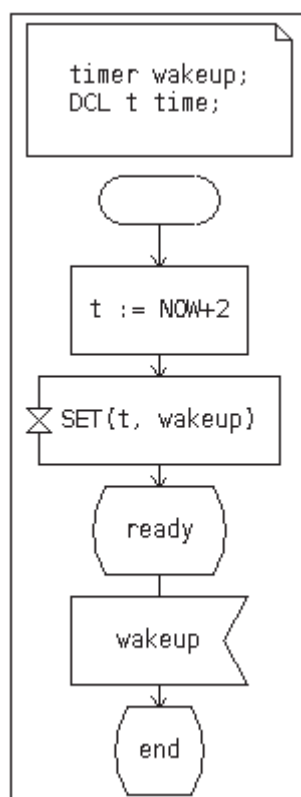 timer wakeup;
DCL t time;
t := NOW+2
SET(t, wakeup)
ready
wakeup
end